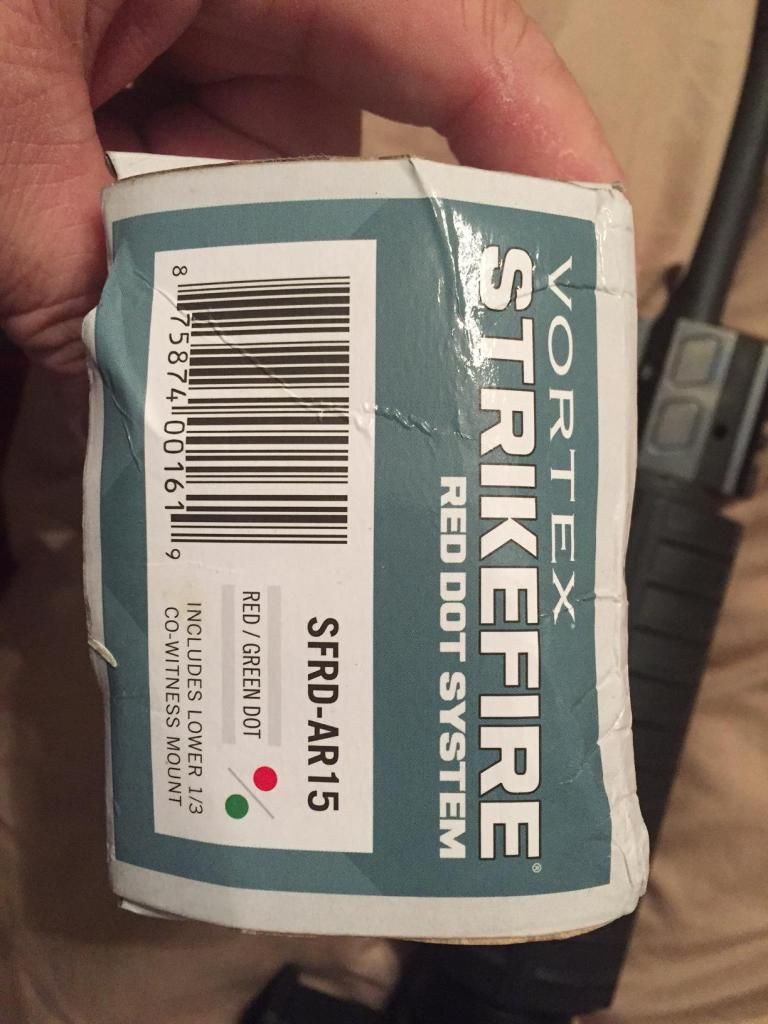 VORTEX
STRIKEFIRE®
RED DOT SYSTEM
8 75874 00161 9
SFRD-AR15
RED / GREEN DOT
INCLUDES LOWER 1/3
CO-WITNESS MOUNT